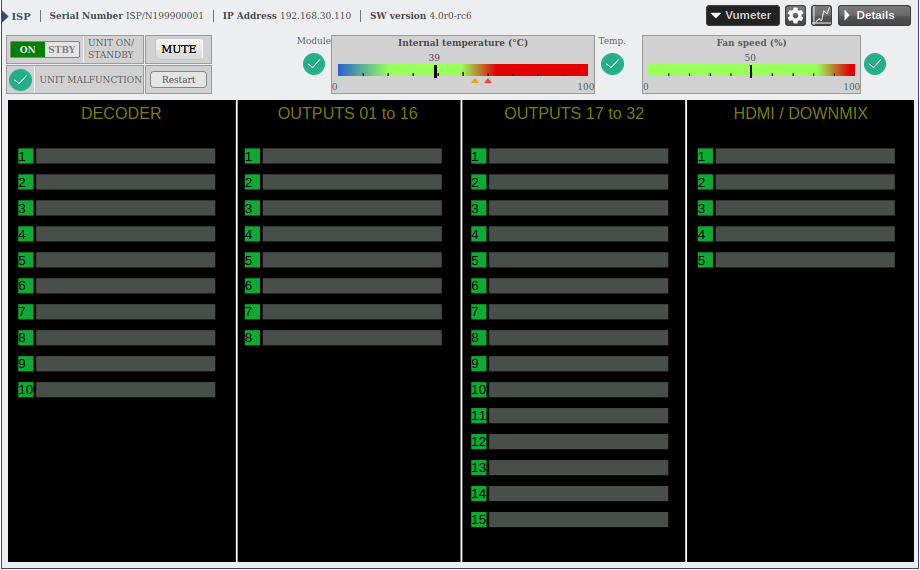 ISP | Serial Number ISP/N199900001 | IP Address 192.168.30.110 | SW version 4.0r0-rc6
Vumeter
Details
ON STBY
UNIT ON/
STANDBY
MUTE
UNIT MALFUNCTION
Restart
Module
Internal temperature (°C)
39
0 100
Temp.
Fan speed (%)
50
0 100
DECODER
1
2
3
4
5
6
7
8
9
10
OUTPUTS 01 to 16
1
2
3
4
5
6
7
8
OUTPUTS 17 to 32
1
2
3
4
5
6
7
8
9
10
11
12
13
14
15
HDMI / DOWNMIX
1
2
3
4
5